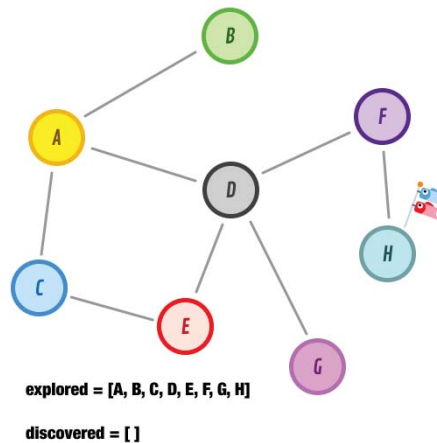 B
A
F
D
H
C
E
G
explored = [A, B, C, D, E, F, G, H]
discovered = [ ]